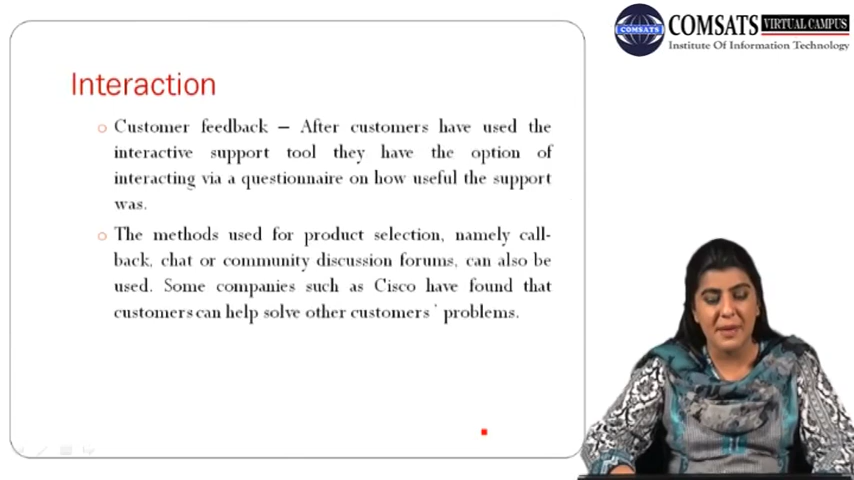 COMSATS
COMSATS
VIRTUAL CAMPUS
Institute Of Information Technology
Interaction
Customer feedback – After customers have used the
interactive support tool they have the option of
interacting via a questionnaire on how useful the support
was.
The methods used for product selection, namely call-
back, chat or community discussion forums, can also be
used. Some companies such as Cisco have found that
customers can help solve other customers' problems.